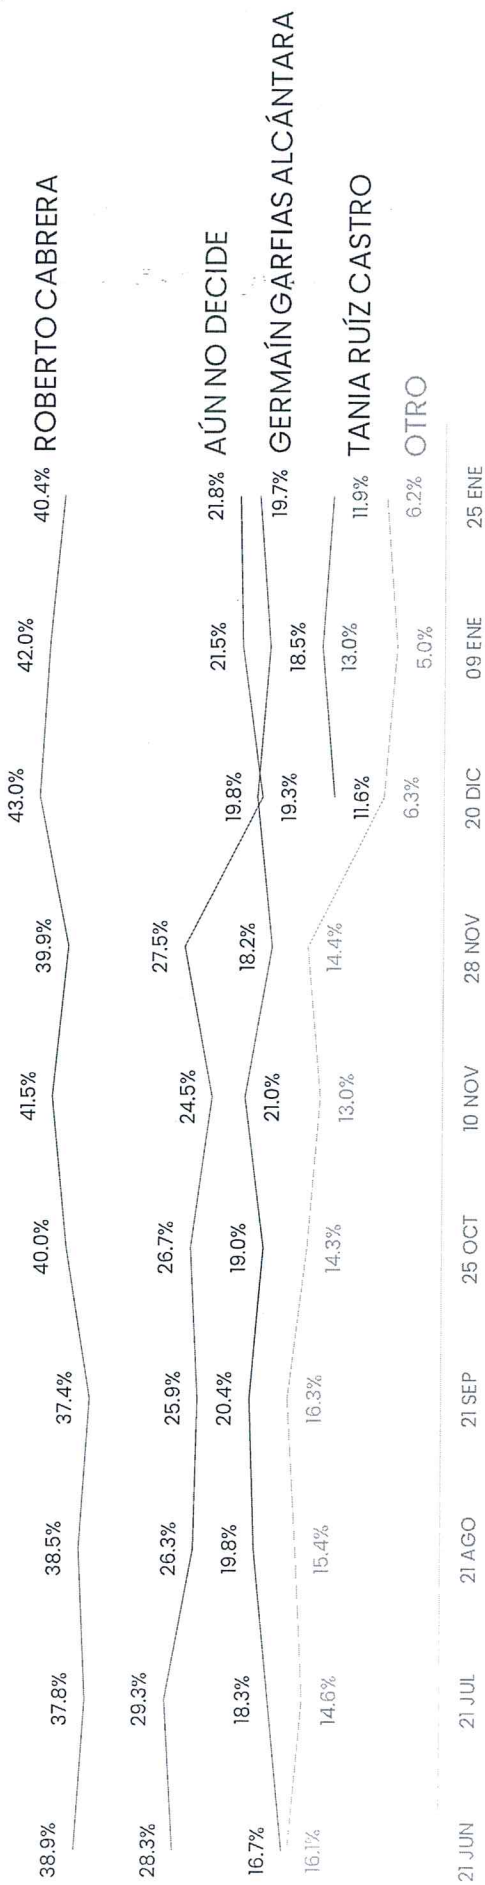 38.9% 37.8% 38.5% 37.4% 40.0% 41.5% 39.9% 43.0% 42.0% 40.4% ROBERTO CABRERA
28.3% 29.3% 26.3% 25.9% 26.7% 24.5% 27.5% 19.8% 21.5% 21.8% AÚN NO DECIDE
16.7% 18.3% 19.8% 20.4% 19.0% 21.0% 18.2% 19.3% 18.5% 19.7% GERMAÍN GARFIAS ALCÁNTARA
11.6% 13.0% 11.9% TANIA RUÍZ CASTRO
16.1% 14.6% 15.4% 16.3% 14.3% 13.0% 14.4% 6.3% 5.0% 6.2% OTRO
21 JUN 21 JUL 21 AGO 21 SEP 25 OCT 10 NOV 28 NOV 20 DIC 09 ENE 25 ENE